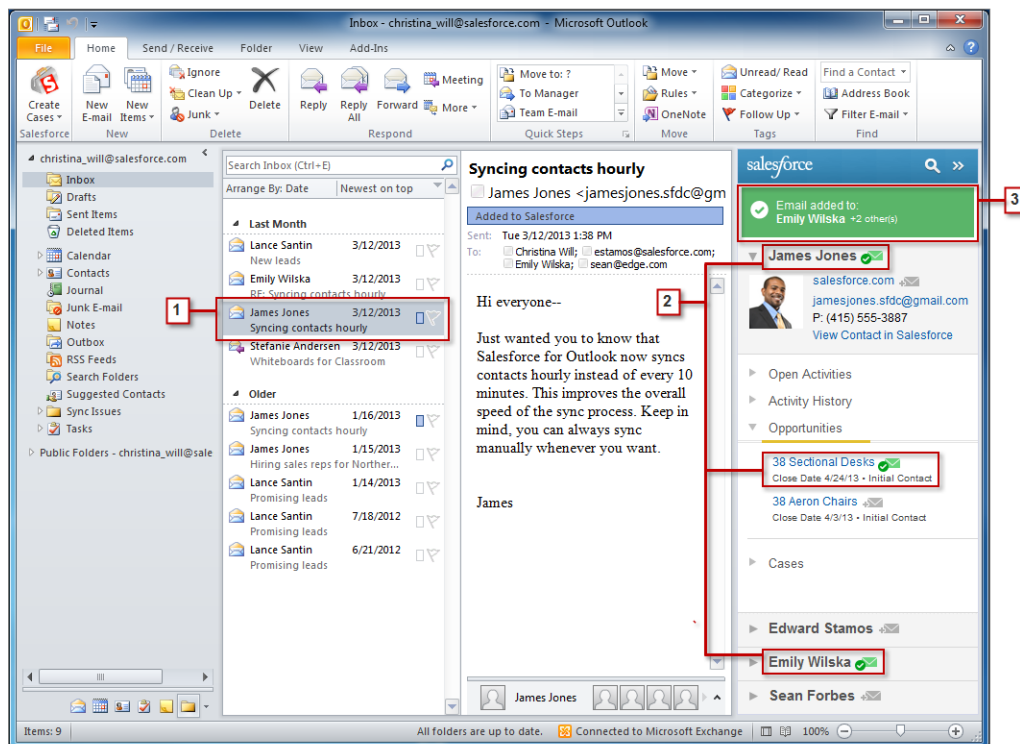 Inbox - christina_will@salesforce.com - Microsoft Outlook
File Home Send / Receive Folder View Add-Ins
Create Cases
Salesforce
New E-mail
New Items
New
Ignore
Clean Up
Junk
Delete
Delete
Reply
Reply All
Forward
Meeting
More
Respond
Move to: ?
To Manager
Team E-mail
Quick Steps
Move
Rules
OneNote
Move
Unread/ Read
Categorize
Follow Up
Tags
Find a Contact
Address Book
Filter E-mail
Find
christina_will@salesforce.com
Inbox
Drafts
Sent Items
Deleted Items
Calendar
Contacts
Journal
Junk E-mail
Notes
Outbox
RSS Feeds
Search Folders
Suggested Contacts
Sync Issues
Tasks
Public Folders - christina_will@sale
Search Inbox (Ctrl+E)
Arrange By: Date Newest on top
Last Month
Lance Santin 3/12/2013
New leads
Emily Wilska 3/12/2013
RE: Syncing contacts hourly
1
James Jones 3/12/2013
Syncing contacts hourly
Stefanie Andersen 3/12/2013
Whiteboards for Classroom
Older
James Jones 1/16/2013
Syncing contacts hourly
James Jones 1/15/2013
Hiring sales reps for Norther...
Lance Santin 1/14/2013
Promising leads
Lance Santin 7/18/2012
Promising leads
Lance Santin 6/21/2012
Promising leads
Syncing contacts hourly
James Jones <jamesjones.sfdc@gm
Added to Salesforce
Sent: Tue 3/12/2013 1:38 PM
To: Christina Will; estamos@salesforce.com;
Emily Wilska; sean@edge.com
2
Hi everyone--
Just wanted you to know that
Salesforce for Outlook now syncs
contacts hourly instead of every 10
minutes. This improves the overall
speed of the sync process. Keep in
mind, you can always sync
manually whenever you want.
James
James Jones
salesforce
3
Email added to:
Emily Wilska +2 other(s)
James Jones
salesforce.com
jamesjones.sfdc@gmail.com
P: (415) 555-3887
View Contact in Salesforce
Open Activities
Activity History
Opportunities
38 Sectional Desks
Close Date 4/24/13 • Initial Contact
38 Aeron Chairs
Close Date 4/3/13 • Initial Contact
Cases
Edward Stamos
Emily Wilska
Sean Forbes
Items: 9
All folders are up to date.
Connected to Microsoft Exchange
100%